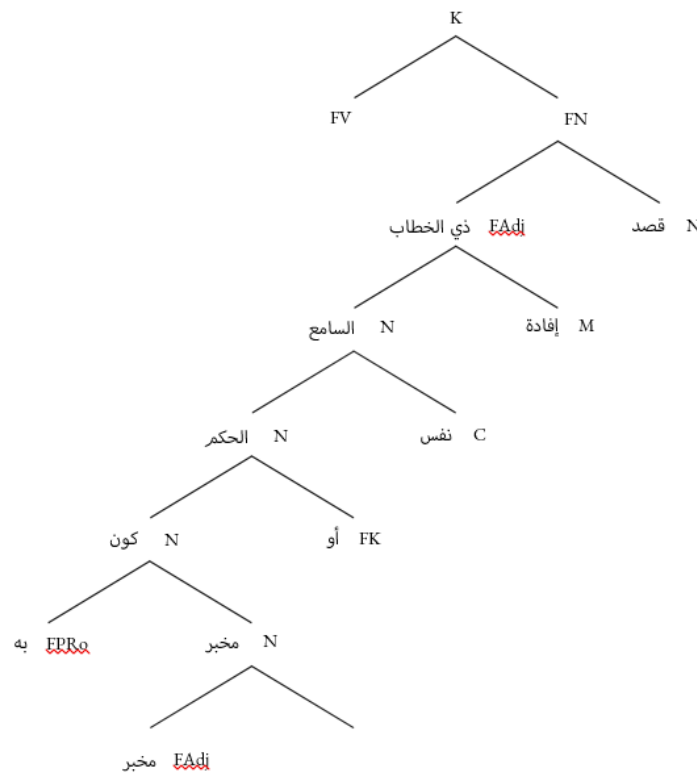 K
FV FN
ذي الخطاب FAdj قصد N
السامع N إفادة M
الحكم N نفس C
كون N أو FK
به FPRo مخبر N
مخبر FAdj